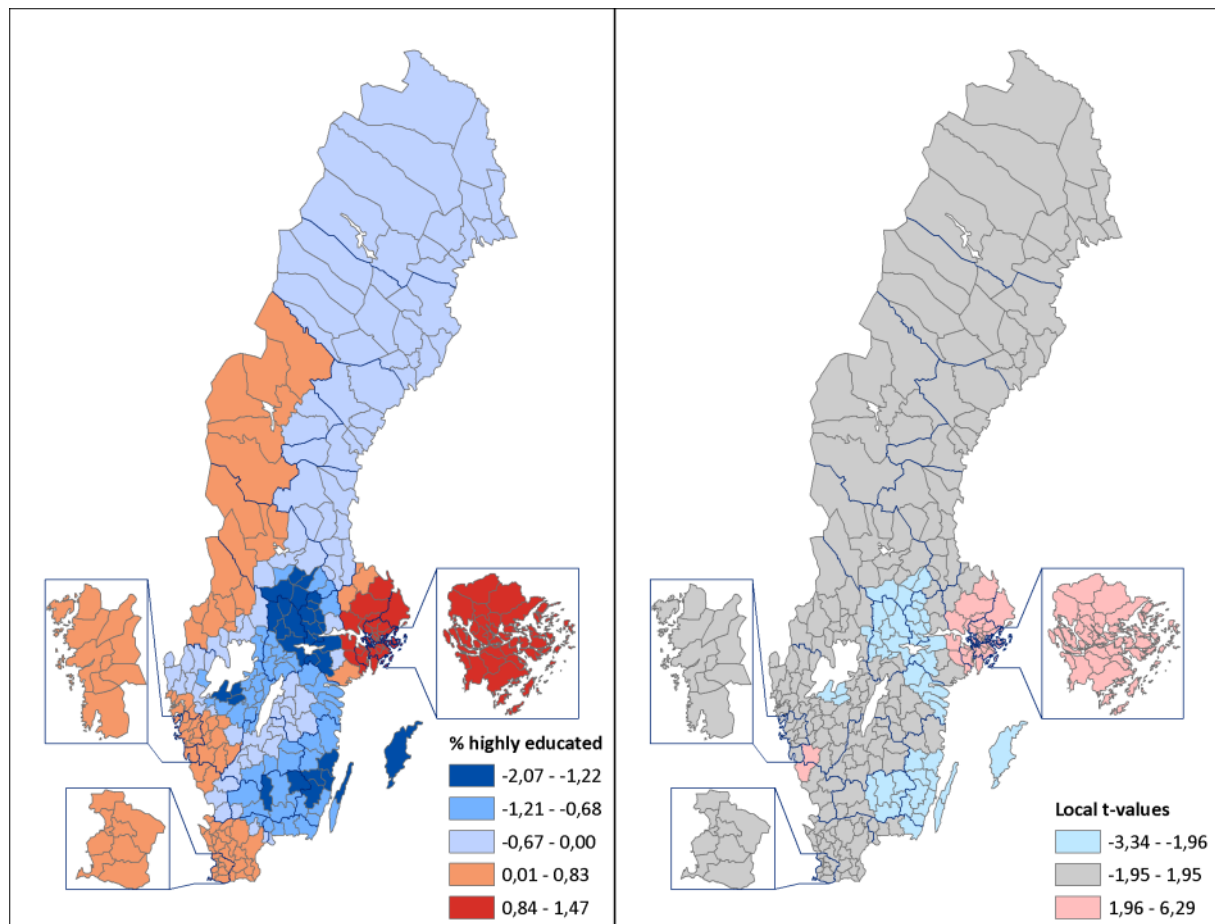 % highly educated
-2,07 - -1,22
-1,21 - -0,68
-0,67 - 0,00
0,01 - 0,83
0,84 - 1,47
Local t-values
-3,34 - -1,96
-1,95 - 1,95
1,96 - 6,29